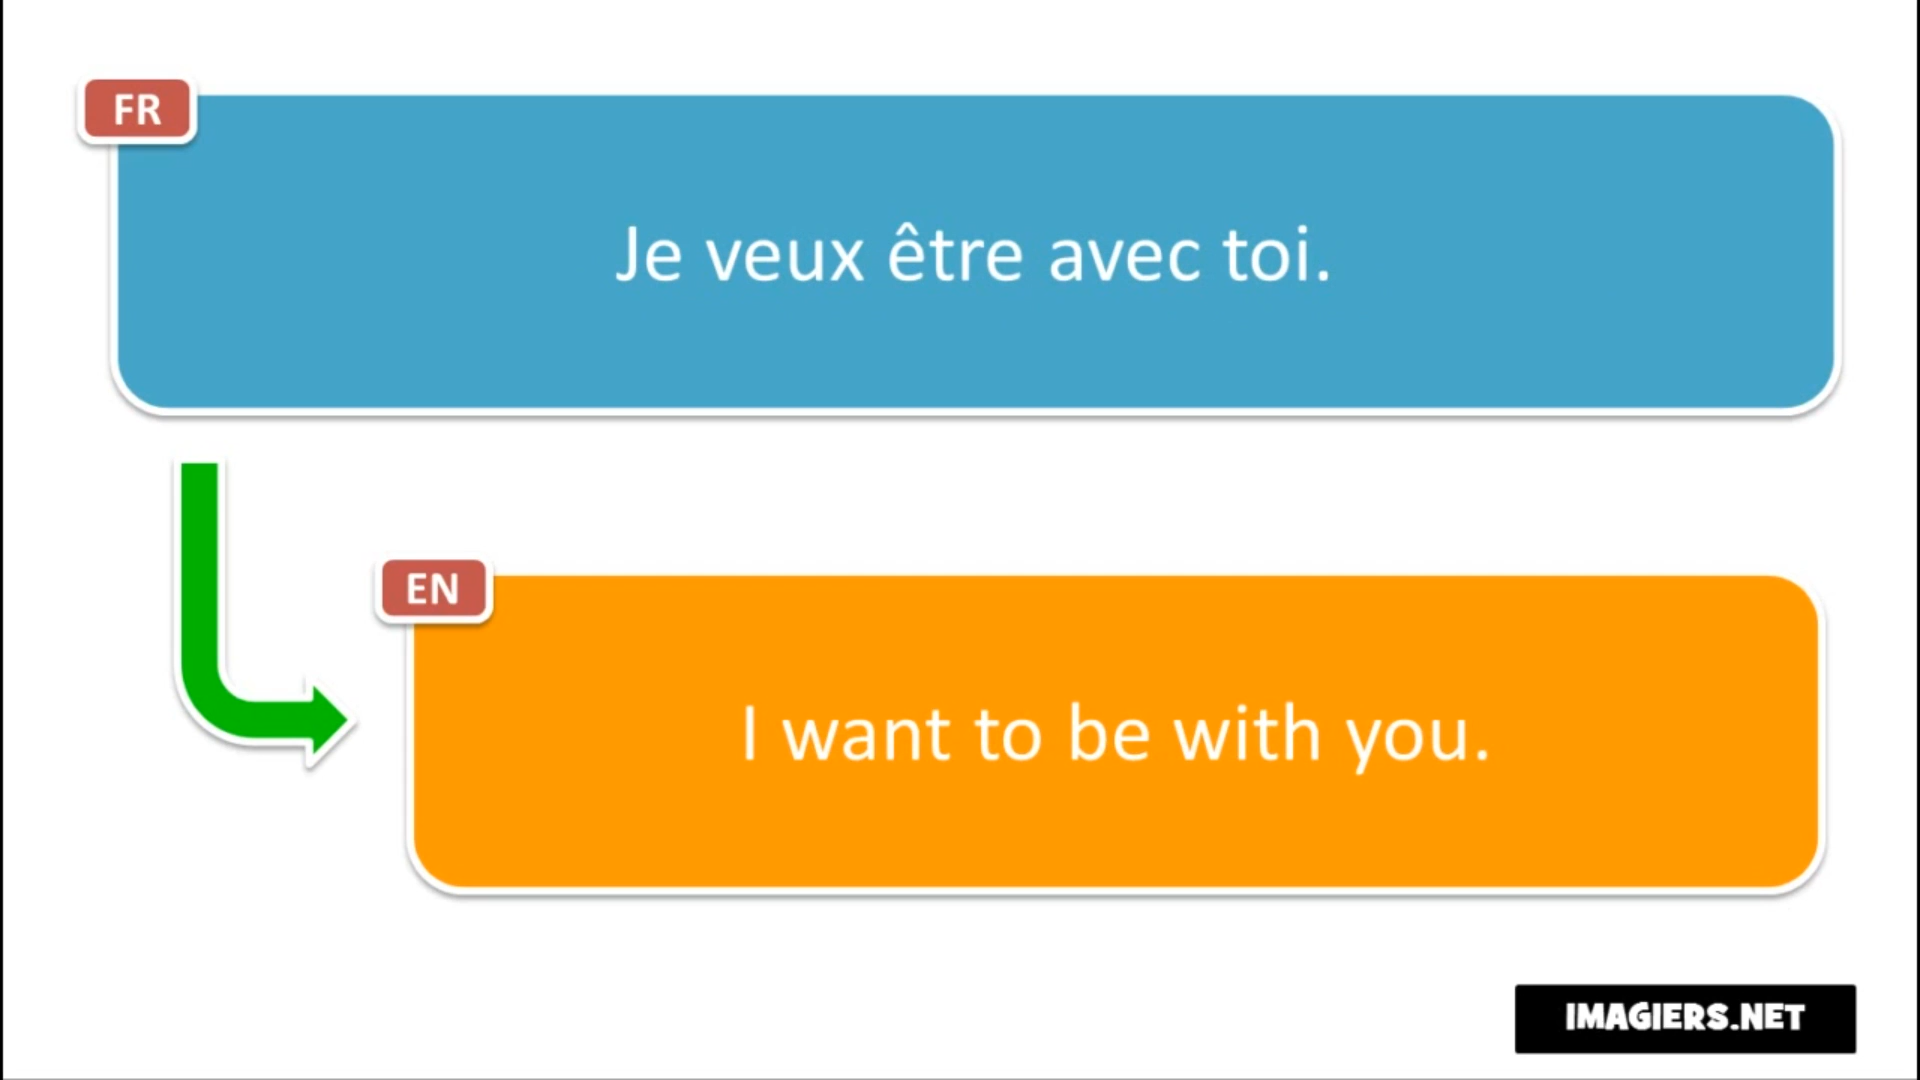 FR
Je veux être avec toi.
EN
I want to be with you.
IMAGIERS.NET